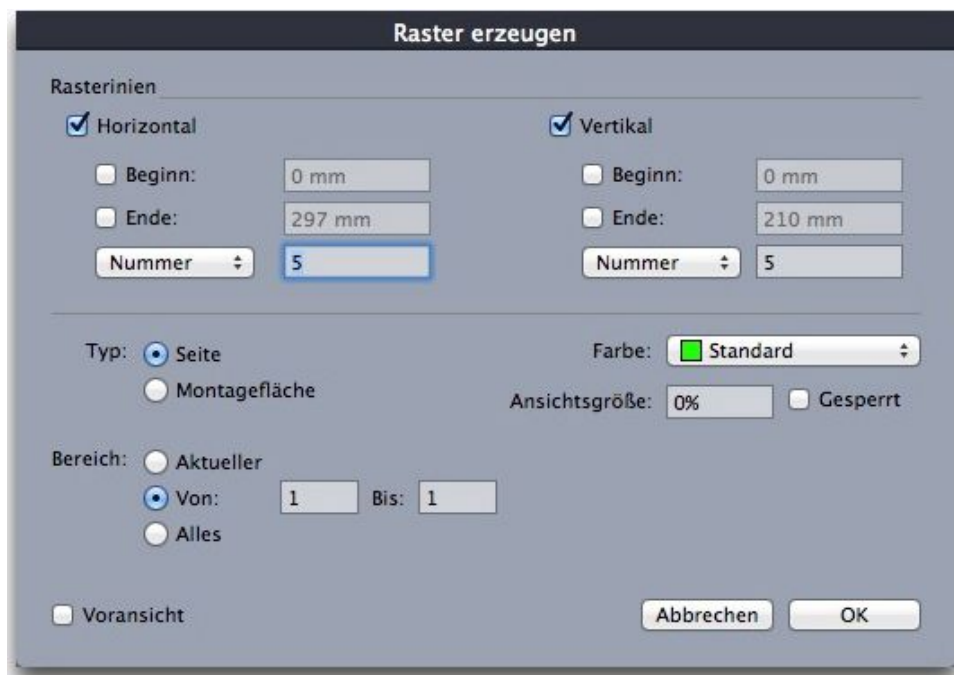 Raster erzeugen
Rasterinien
Horizontal
Vertikal
Beginn: 0 mm
Beginn: 0 mm
Ende: 297 mm
Ende: 210 mm
Nummer 5
Nummer 5
Typ: Seite
Farbe: Standard
Montagefläche
Ansichtsgröße: 0% Gesperrt
Bereich: Aktueller
Von: 1 Bis: 1
Alles
Voransicht
Abbrechen
OK